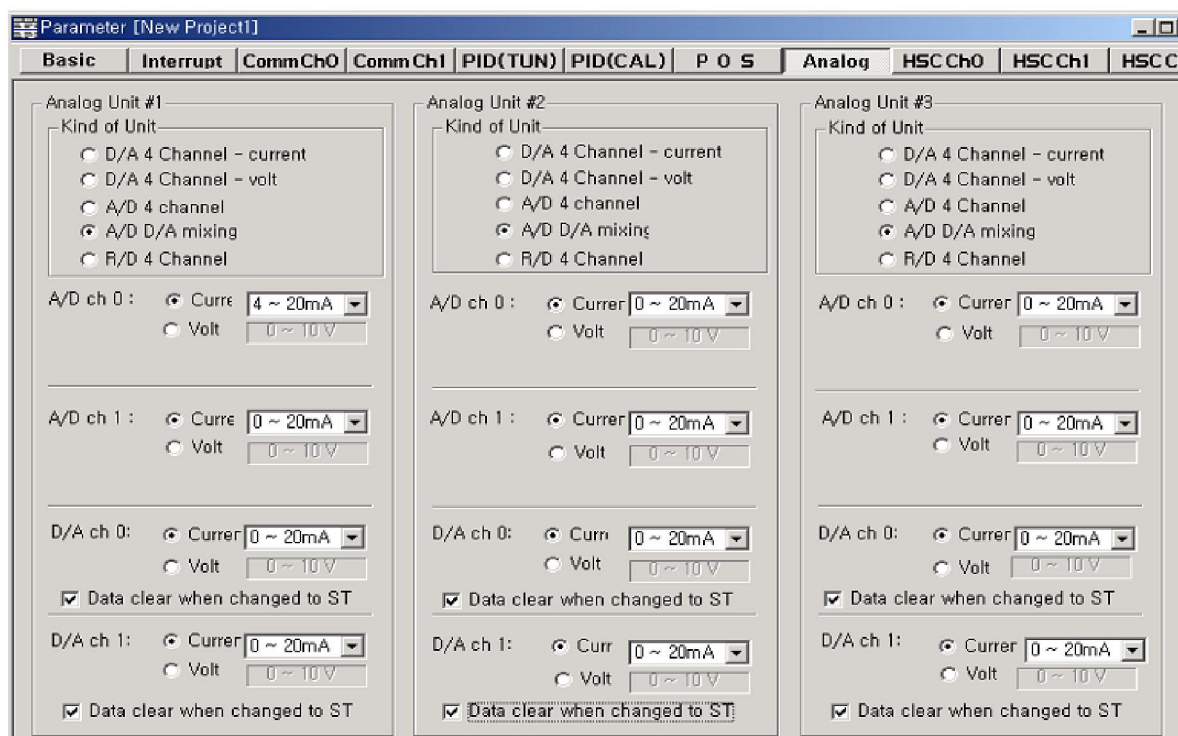 Parameter [New Project1]
Basic Interrupt CommCh0 CommCh1 PID(TUN) PID(CAL) P O S Analog HSCCh0 HSCCh1 HSCC
Analog Unit #1
Kind of Unit
D/A 4 Channel - current
D/A 4 Channel - volt
A/D 4 channel
A/D D/A mixing
R/D 4 Channel
A/D ch 0 : Curre 4 ~ 20mA
Volt 0 ~ 10 V
A/D ch 1 : Curre 0 ~ 20mA
Volt 0 ~ 10 V
D/A ch 0: Currer 0 ~ 20mA
Volt 0 ~ 10 V
Data clear when changed to ST
D/A ch 1: Currer 0 ~ 20mA
Volt 0 ~ 10 V
Data clear when changed to ST
Analog Unit #2
Kind of Unit
D/A 4 Channel - current
D/A 4 Channel - volt
A/D 4 channel
A/D D/A mixing
R/D 4 Channel
A/D ch 0 : Currer 0 ~ 20mA
Volt 0 ~ 10 V
A/D ch 1 : Currer 0 ~ 20mA
Volt 0 ~ 10 V
D/A ch 0: Curr 0 ~ 20mA
Volt 0 ~ 10 V
Data clear when changed to ST
D/A ch 1: Curr 0 ~ 20mA
Volt 0 ~ 10 V
Data clear when changed to ST
Analog Unit #3
Kind of Unit
D/A 4 Channel - current
D/A 4 Channel - volt
A/D 4 Channel
A/D D/A mixing
R/D 4 Channel
A/D ch 0 : Currer 0 ~ 20mA
Volt 0 ~ 10 V
A/D ch 1 : Currer 0 ~ 20mA
Volt 0 ~ 10 V
D/A ch 0: Currer 0 ~ 20mA
Volt 0 ~ 10 V
Data clear when changed to ST
D/A ch 1: Currer 0 ~ 20mA
Volt 0 ~ 10 V
Data clear when changed to ST